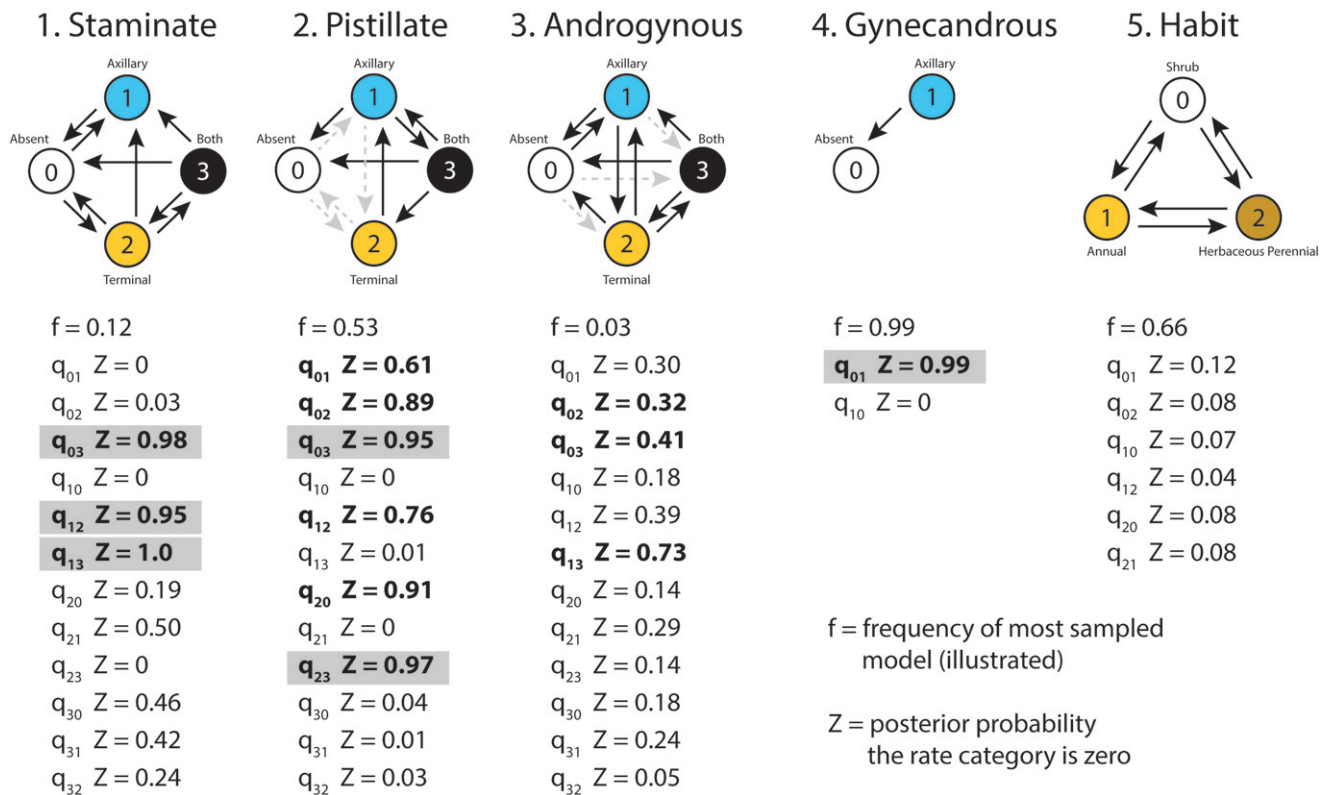 1. Staminate
Axillary
1
Absent
0
Both
3
2
Terminal
f = 0.12
q01 Z = 0
q02 Z = 0.03
q03 Z = 0.98
q10 Z = 0
q12 Z = 0.95
q13 Z = 1.0
q20 Z = 0.19
q21 Z = 0.50
q23 Z = 0
q30 Z = 0.46
q31 Z = 0.42
q32 Z = 0.24
2. Pistillate
Axillary
1
Absent
0
Both
3
2
Terminal
f = 0.53
q01 Z = 0.61
q02 Z = 0.89
q03 Z = 0.95
q10 Z = 0
q12 Z = 0.76
q13 Z = 0.01
q20 Z = 0.91
q21 Z = 0
q23 Z = 0.97
q30 Z = 0.04
q31 Z = 0.01
q32 Z = 0.03
3. Androgynous
Axillary
1
Absent
0
Both
3
2
Terminal
f = 0.03
q01 Z = 0.30
q02 Z = 0.32
q03 Z = 0.41
q10 Z = 0.18
q12 Z = 0.39
q13 Z = 0.73
q20 Z = 0.14
q21 Z = 0.29
q23 Z = 0.14
q30 Z = 0.18
q31 Z = 0.24
q32 Z = 0.05
4. Gynecandrous
Axillary
1
Absent
0
f = 0.99
q01 Z = 0.99
q10 Z = 0
5. Habit
Shrub
0
1
2
Annual
Herbaceous Perennial
f = 0.66
q01 Z = 0.12
q02 Z = 0.08
q10 Z = 0.07
q12 Z = 0.04
q20 Z = 0.08
q21 Z = 0.08
f = frequency of most sampled
model (illustrated)
Z = posterior probability
the rate category is zero